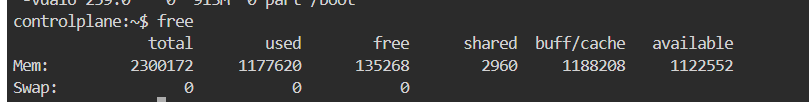 -vda16 259:0    0  913M  0 part /boot
controlplane:~$ free
               total        used        free      shared  buff/cache   available
Mem:         2300172     1177620      135268        2960     1188208     1122552
Swap:              0           0           0